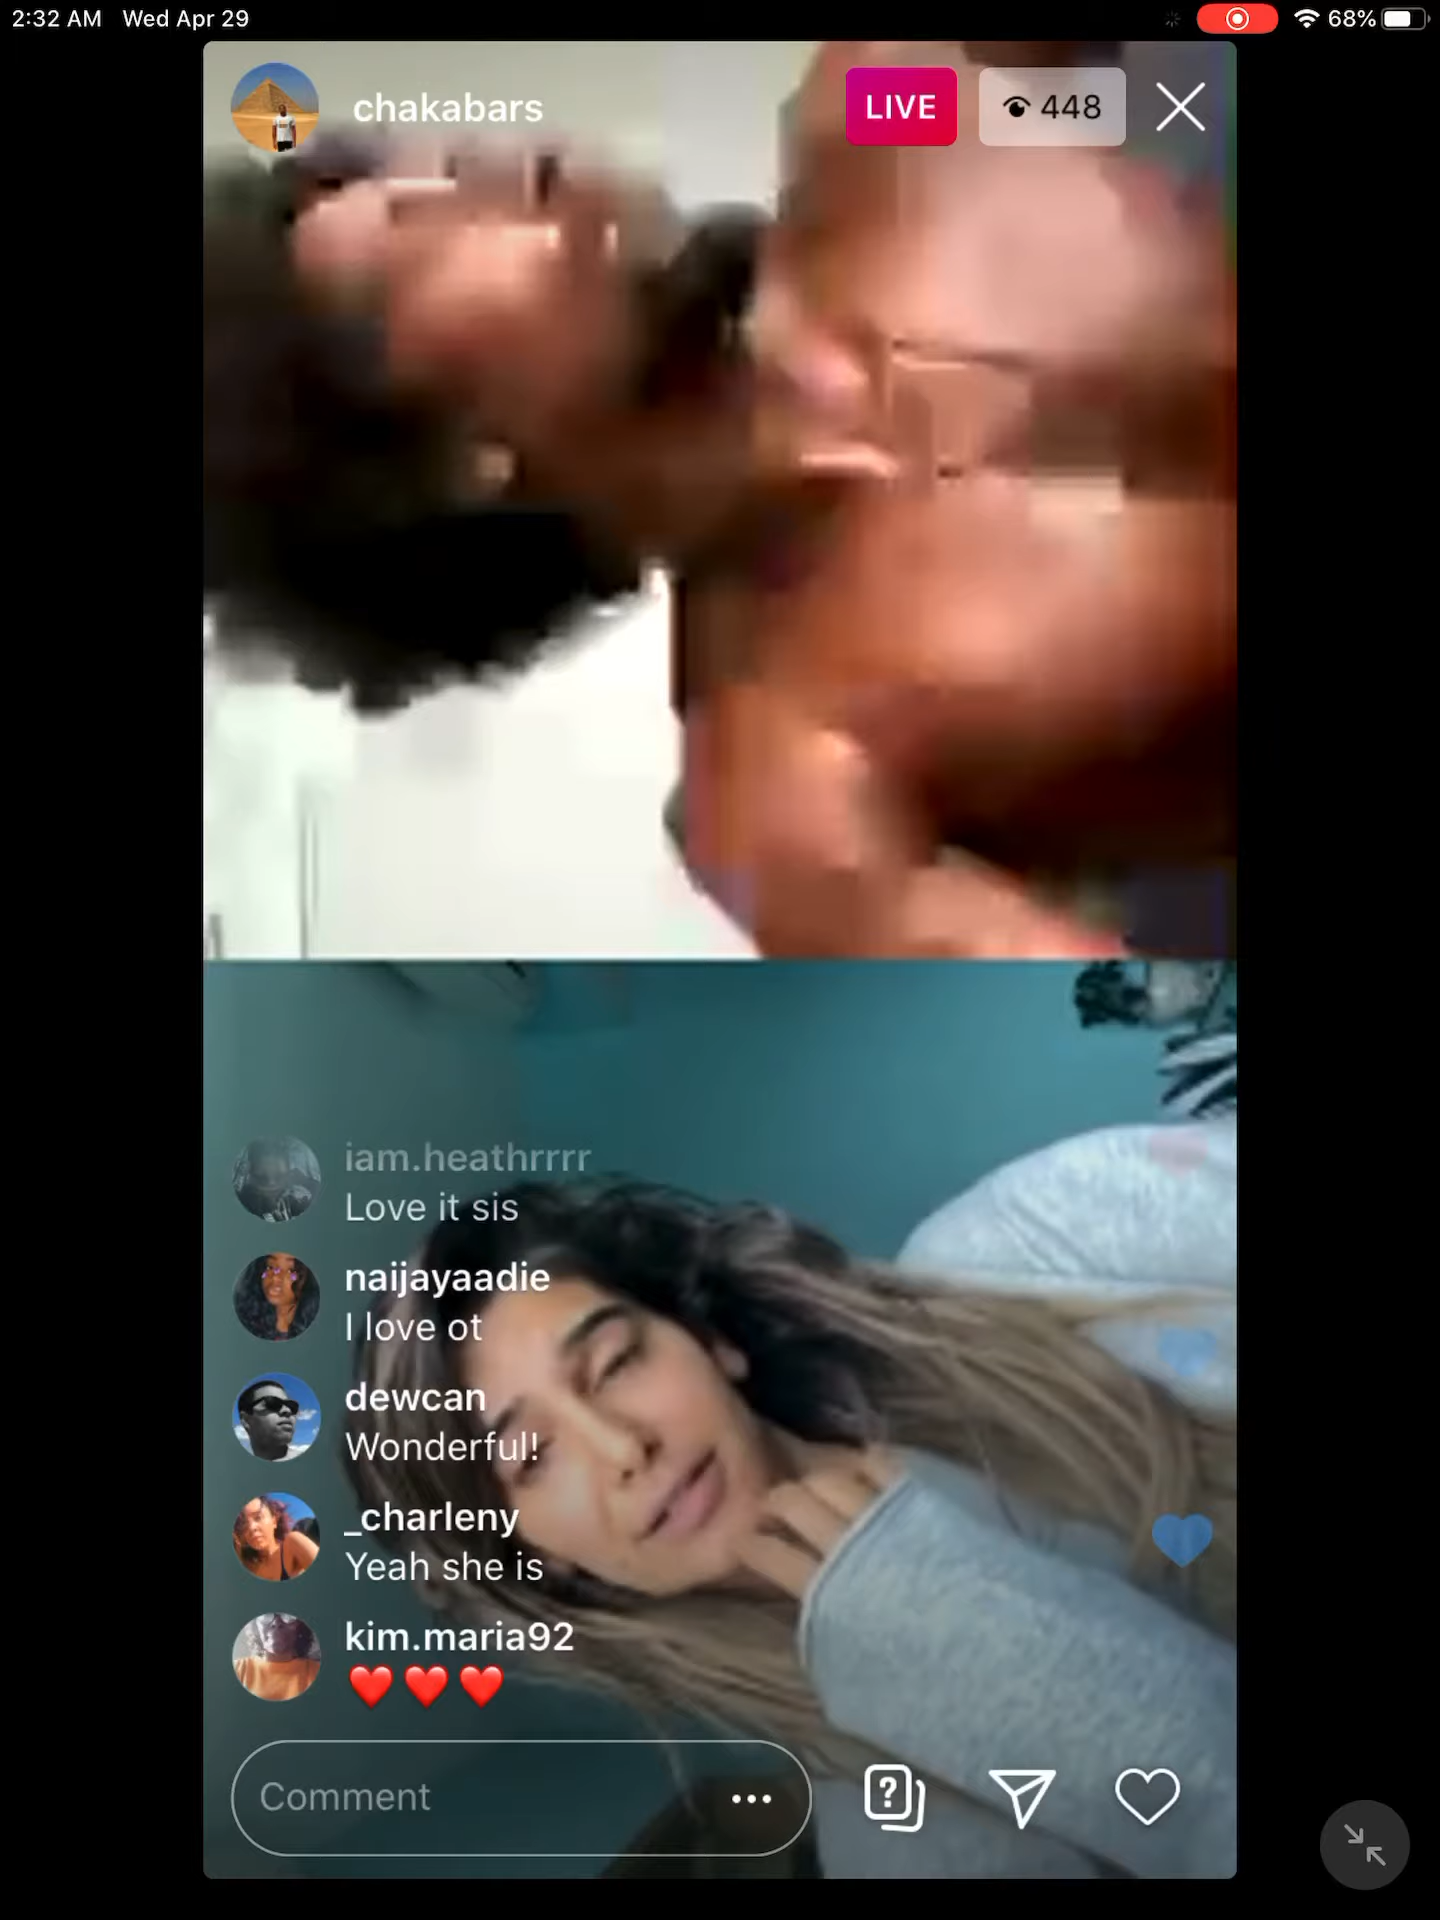 2:32 AM Wed Apr 29
68%
chakabars
LIVE
448
iam.heathrrrr
Love it sis
naijayaadie
I love ot
dewcan
Wonderful!
_charleny
Yeah she is
kim.maria92
❤️❤️❤️
Comment